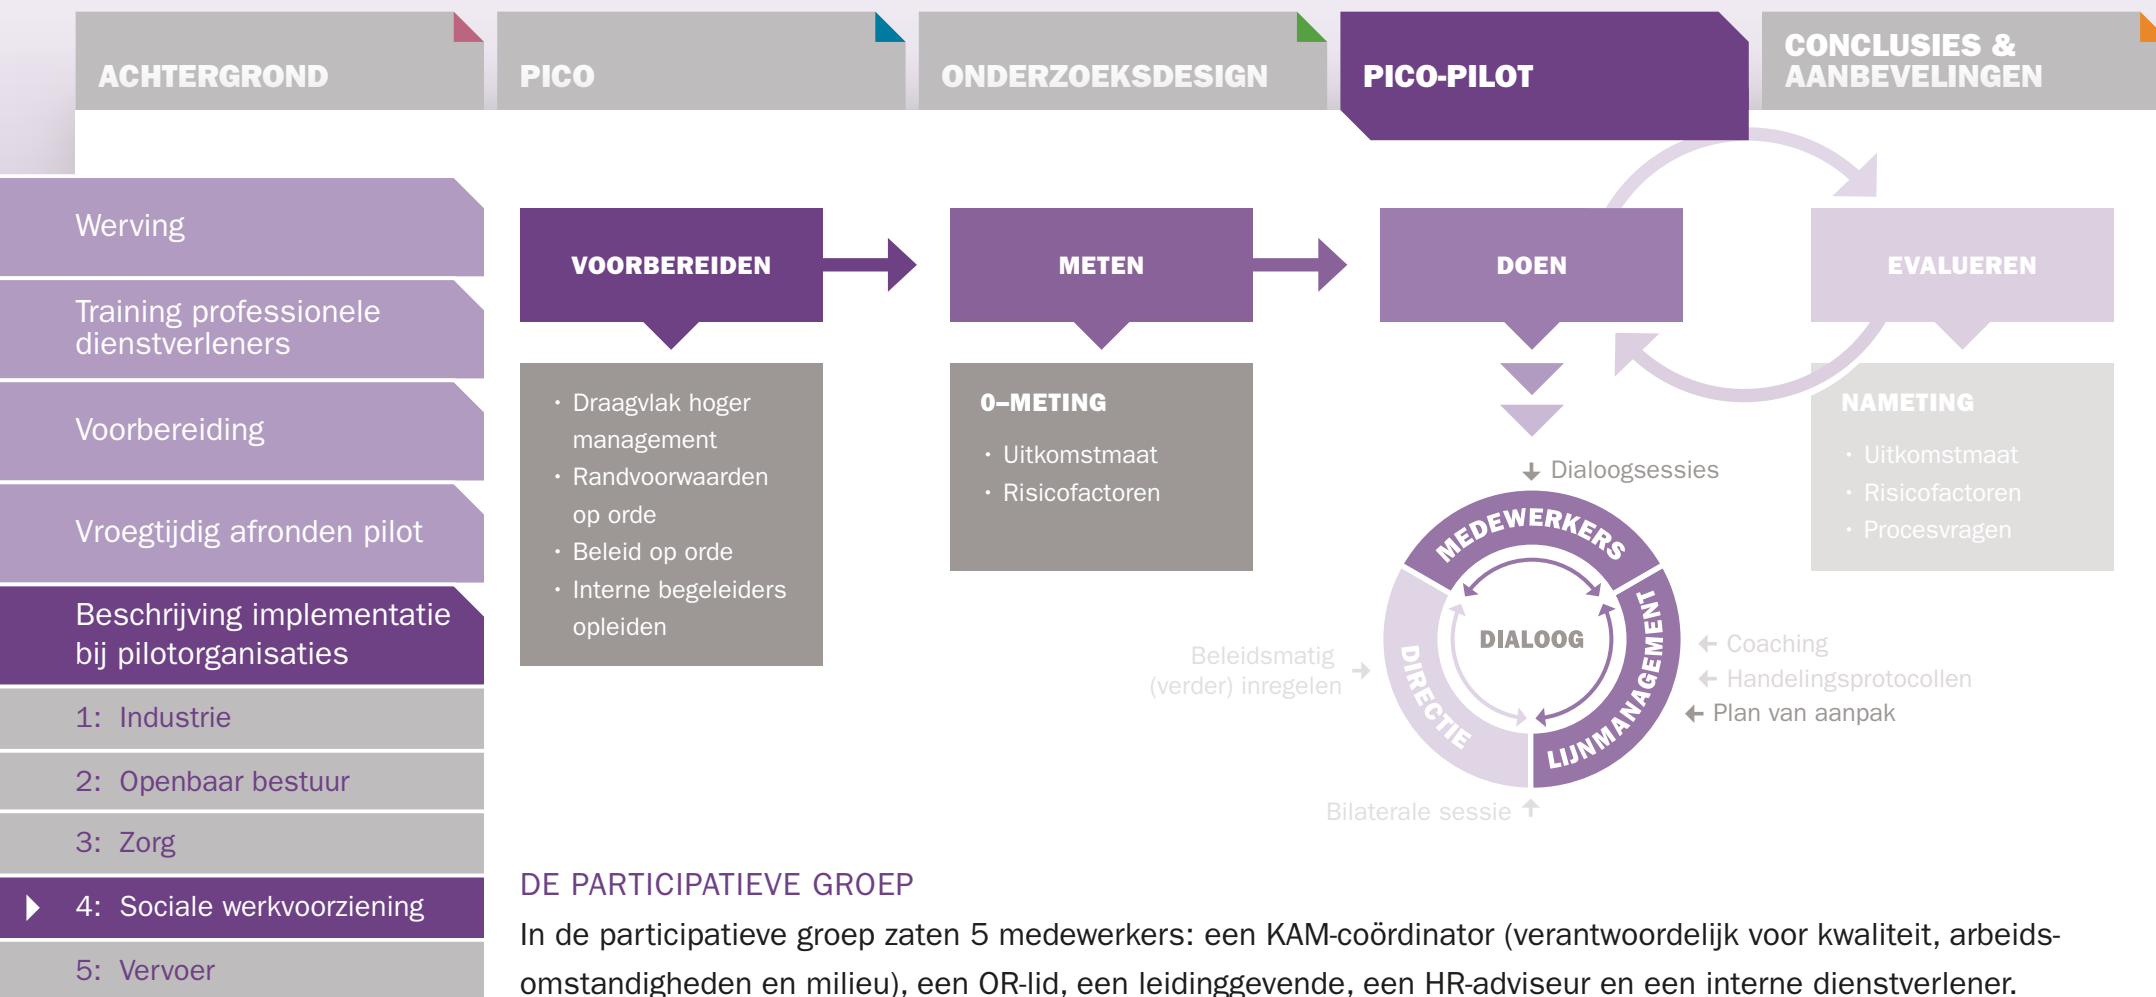 ACHTERGROND
PICO
ONDERZOEKSDESIGN
PICO-PILOT
CONCLUSIES &
AANBEVELINGEN
Werving
Training professionele
dienstverleners
Voorbereiding
Vroegtijdig afronden pilot
Beschrijving implementatie
bij pilotorganisaties
1: Industrie
2: Openbaar bestuur
3: Zorg
4: Sociale werkvoorziening
5: Vervoer
VOORBEREIDEN
METEN
DOEN
EVALUEREN
· Draagvlak hoger
management
· Randvoorwaarden
op orde
· Beleid op orde
· Interne begeleiders
opleiden
0–METING
· Uitkomstmaat
· Risicofactoren
NAMETING
· Uitkomstmaat
· Risicofactoren
· Procesvragen
Dialoogsessies
MEDEWERKERS
DIALOOG
DIRECTIE
LIJNMANAGEMENT
Beleidsmatig
(verder) inregelen
Coaching
Handelingsprotocollen
Plan van aanpak
Bilaterale sessie
DE PARTICIPATIEVE GROEP
In de participatieve groep zaten 5 medewerkers: een KAM-coördinator (verantwoordelijk voor kwaliteit, arbeids-
omstandigheden en milieu), een OR-lid, een leidinggevende, een HR-adviseur en een interne dienstverlener.